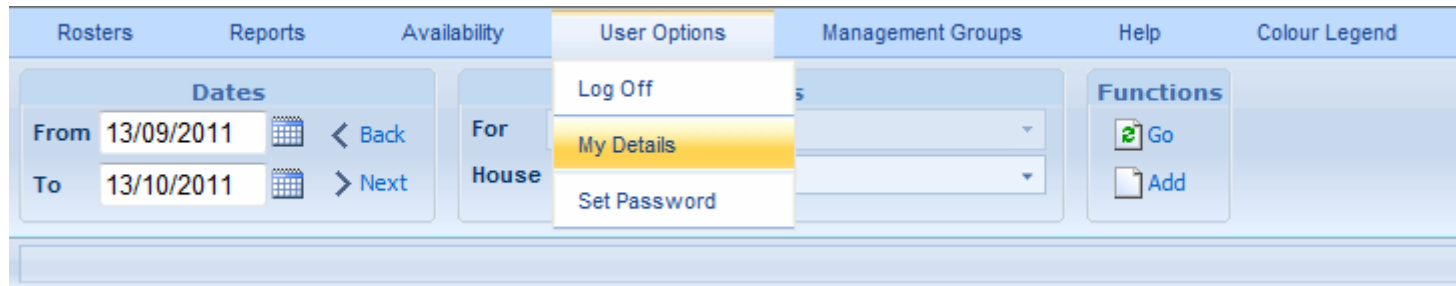 Rosters Reports Availability User Options Management Groups Help Colour Legend
Dates
From 13/09/2011 Back
To 13/10/2011 Next
For
House
Log Off
My Details
Set Password
Functions
Go
Add